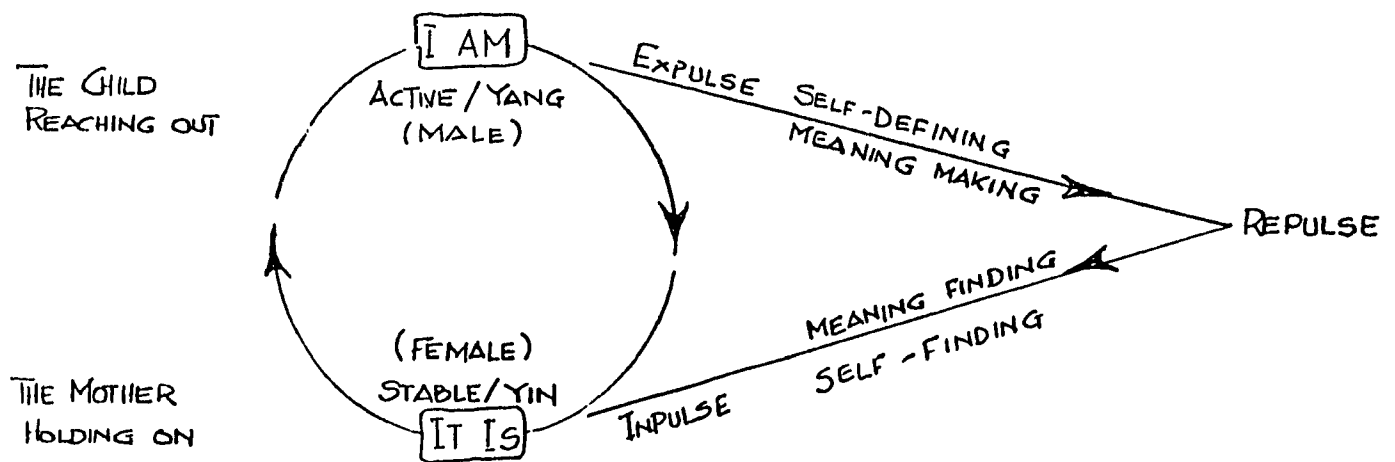 I AM
ACTIVE / YANG
(MALE)
THE CHILD
REACHING OUT
EXPULSE SELF-DEFINING
MEANING MAKING
REPULSE
MEANING FINDING
INPULSE SELF-FINDING
(FEMALE)
STABLE/YIN
IT IS
THE MOTHER
HOLDING ON